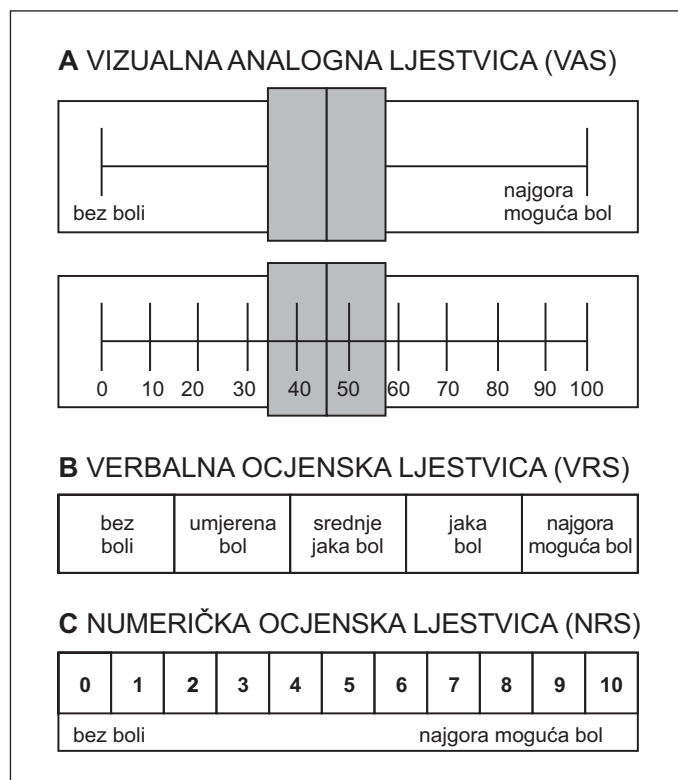 A VIZUALNA ANALOGNA LJESTVICA (VAS)
bez boli
najgora
moguća bol
0 10 20 30 40 50 60 70 80 90 100
B VERBALNA OCJENSKA LJESTVICA (VRS)
bez
boli
umjerena
bol
srednje
jaka bol
jaka
bol
najgora
moguća bol
C NUMERIČKA OCJENSKA LJESTVICA (NRS)
0 1 2 3 4 5 6 7 8 9 10
bez boli najgora moguća bol